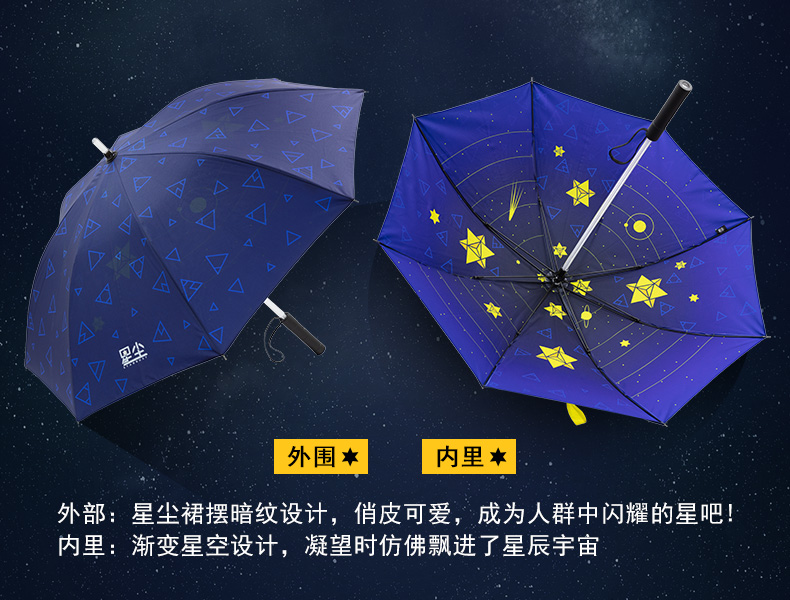 星尘
外围
内里
外部：星尘裙摆暗纹设计，俏皮可爱，成为人群中闪耀的星吧！
内里：渐变星空设计，凝望时仿佛飘进了星辰宇宙